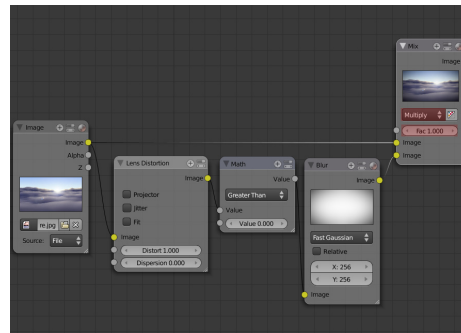 Image
Image
Alpha
Z
re.jpg
Source: File
Lens Distortion
Image
Projector
Jitter
Fit
Image
Distort 1.000
Dispersion 0.000
Math
Value
Greater Than
Value
Value 0.000
Blur
Image
Fast Gaussian
Relative
X: 256
Y: 256
Image
Mix
Image
Multiply
Fac 1.000
Image
Image